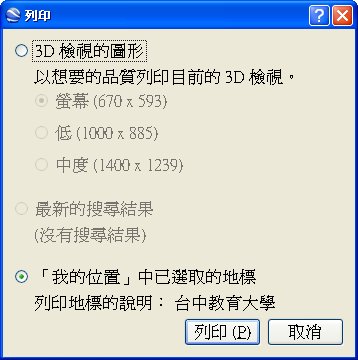 列印
3D 檢視的圖形
以想要的品質列印目前的 3D 檢視。
螢幕 (670 x 593)
低 (1000 x 885)
中度 (1400 x 1239)
最新的搜尋結果
(沒有搜尋結果)
「我的位置」中已選取的地標
列印地標的說明： 台中教育大學
列印 (P) 取消